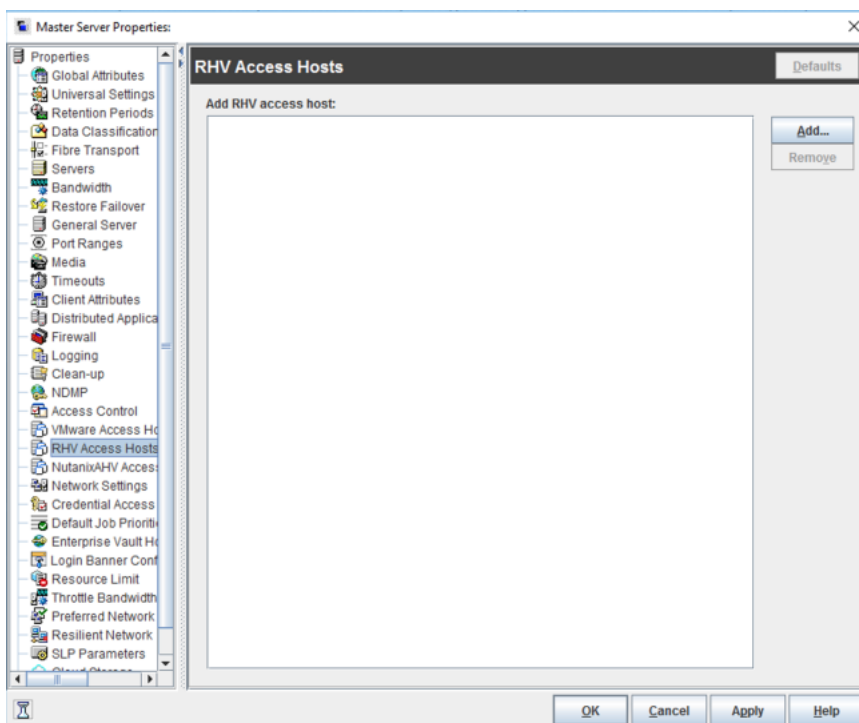 Master Server Properties:
Properties
Global Attributes
Universal Settings
Retention Periods
Data Classification
Fibre Transport
Servers
Bandwidth
Restore Failover
General Server
Port Ranges
Media
Timeouts
Client Attributes
Distributed Applica
Firewall
Logging
Clean-up
NDMP
Access Control
VMware Access Ho
RHV Access Hosts
NutanixAHV Access
Network Settings
Credential Access
Default Job Prioritie
Enterprise Vault Ho
Login Banner Conf
Resource Limit
Throttle Bandwidth
Preferred Network
Resilient Network
SLP Parameters
RHV Access Hosts
Defaults
Add RHV access host:
Add...
Remove
OK
Cancel
Apply
Help